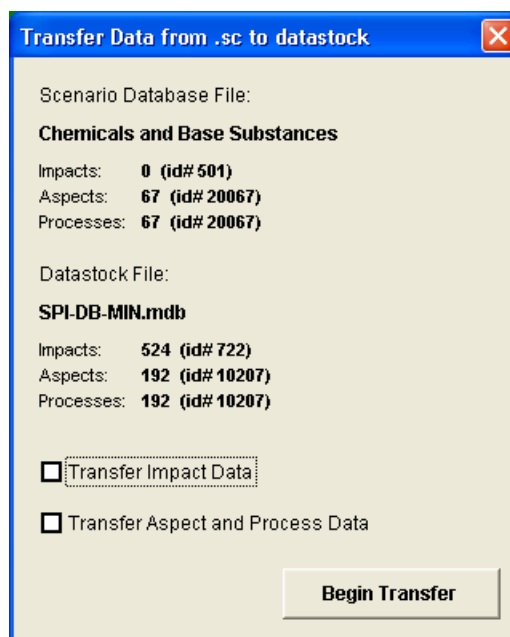 Transfer Data from .sc to datastock
Scenario Database File:
Chemicals and Base Substances
Impacts: 0 (id# 501)
Aspects: 67 (id# 20067)
Processes: 67 (id# 20067)
Datastock File:
SPI-DB-MIN.mdb
Impacts: 524 (id# 722)
Aspects: 192 (id# 10207)
Processes: 192 (id# 10207)
Transfer Impact Data
Transfer Aspect and Process Data
Begin Transfer